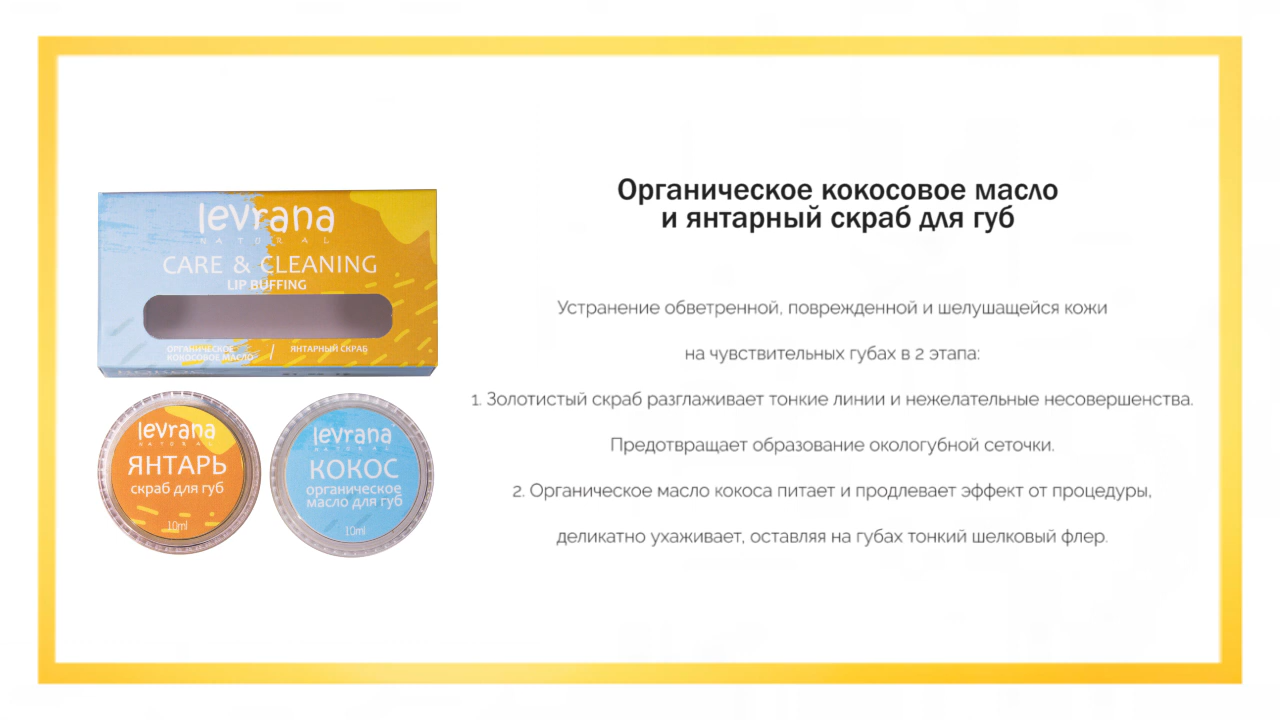 levrana
NATURAL
CARE & CLEANING
LIP BUFFING
ОРГАНИЧЕСКОЕ
КОКОСОВОЕ МАСЛО
/
ЯНТАРНЫЙ СКРАБ
levrana
NATURAL
ЯНТАРЬ
скраб для губ
10ml
levrana
NATURAL
КОКОС
органическое
масло для губ
10ml
Органическое кокосовое масло
и янтарный скраб для губ
Устранение обветренной, поврежденной и шелушащейся кожи
на чувствительных губах в 2 этапа:
1. Золотистый скраб разглаживает тонкие линии и нежелательные несовершенства.
Предотвращает образование окологубной сеточки.
2. Органическое масло кокоса питает и продлевает эффект от процедуры,
деликатно ухаживает, оставляя на губах тонкий шелковый флер.